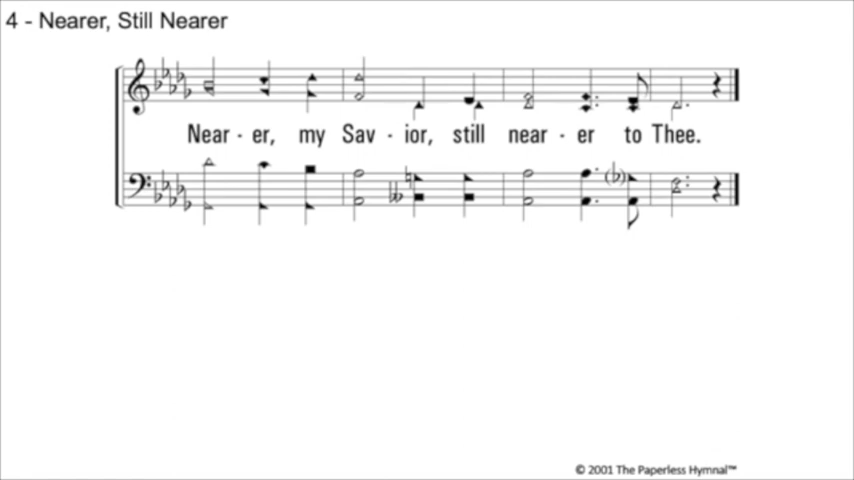 4 - Nearer, Still Nearer
Near - er, my Sav - ior, still near - er to Thee.
© 2001 The Paperless Hymnal™